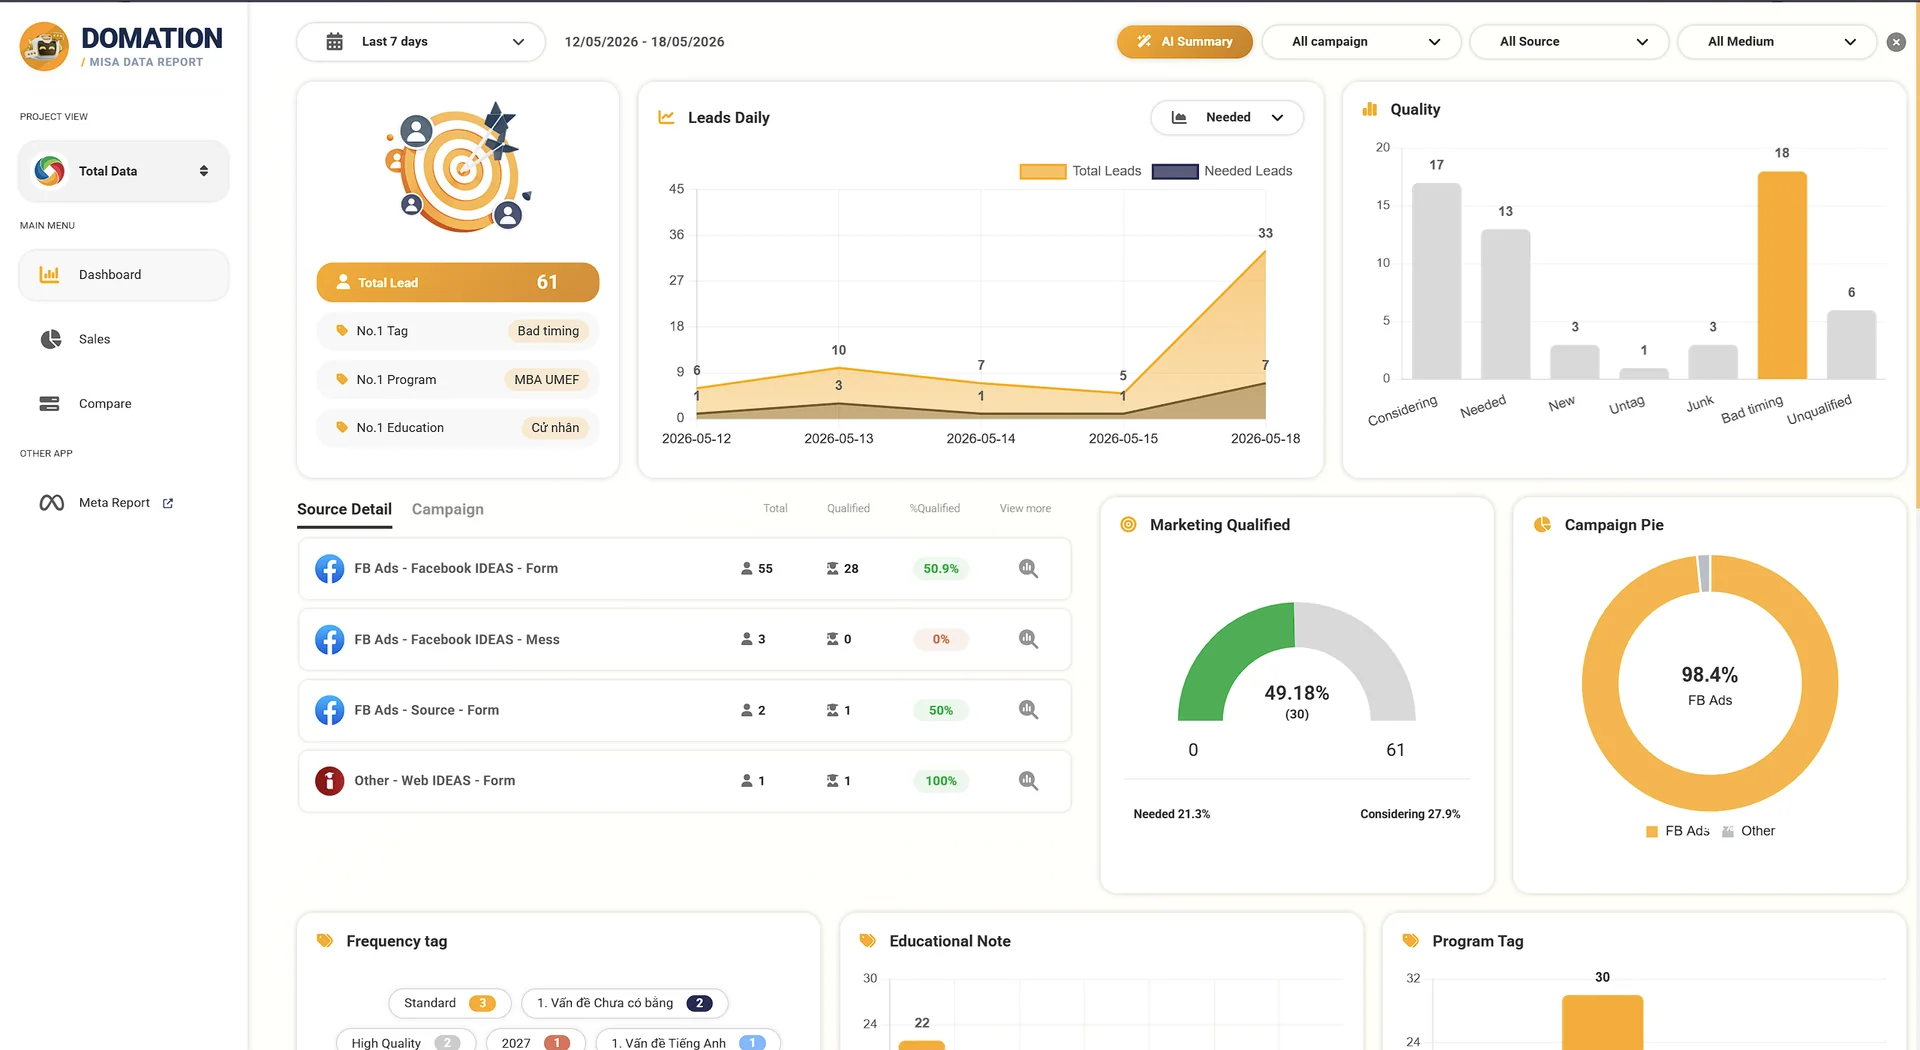 DOMATION
/ MISA DATA REPORT
PROJECT VIEW
Total Data
MAIN MENU
Dashboard
Sales
Compare
OTHER APP
Meta Report
Last 7 days
12/05/2026 - 18/05/2026
AI Summary
All campaign
All Source
All Medium
Total Lead 61
No.1 Tag Bad timing
No.1 Program MBA UMEF
No.1 Education Cử nhân
Leads Daily
Needed
Total Leads Needed Leads
45
36
27
18
9
0
6 10 7 5 33
1 3 1 1 7
2026-05-12 2026-05-13 2026-05-14 2026-05-15 2026-05-18
Quality
20
15
10
5
0
17 13 3 1 3 18 6
Considering Needed New Untag Junk Bad timing Unqualified
Source Detail Campaign Total Qualified %Qualified View more
FB Ads - Facebook IDEAS - Form 55 28 50.9%
FB Ads - Facebook IDEAS - Mess 3 0 0%
FB Ads - Source - Form 2 1 50%
Other - Web IDEAS - Form 1 1 100%
Marketing Qualified
49.18%
(30)
0 61
Needed 21.3% Considering 27.9%
Campaign Pie
98.4%
FB Ads
FB Ads Other
Frequency tag
Standard 3 1. Vấn đề Chưa có bằng 2
High Quality 2 2027 1 1. Vấn đề Tiếng Anh 1
Educational Note
30
24
22
Program Tag
32
24
30